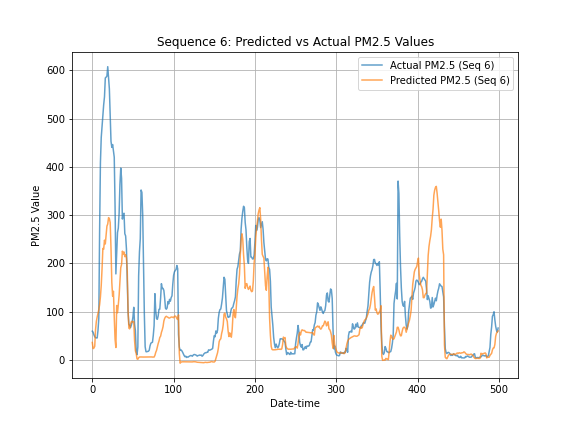 Sequence 6: Predicted vs Actual PM2.5 Values
Actual PM2.5 (Seq 6)
Predicted PM2.5 (Seq 6)
PM2.5 Value
600
500
400
300
200
100
0
0 100 200 300 400 500
Date-time